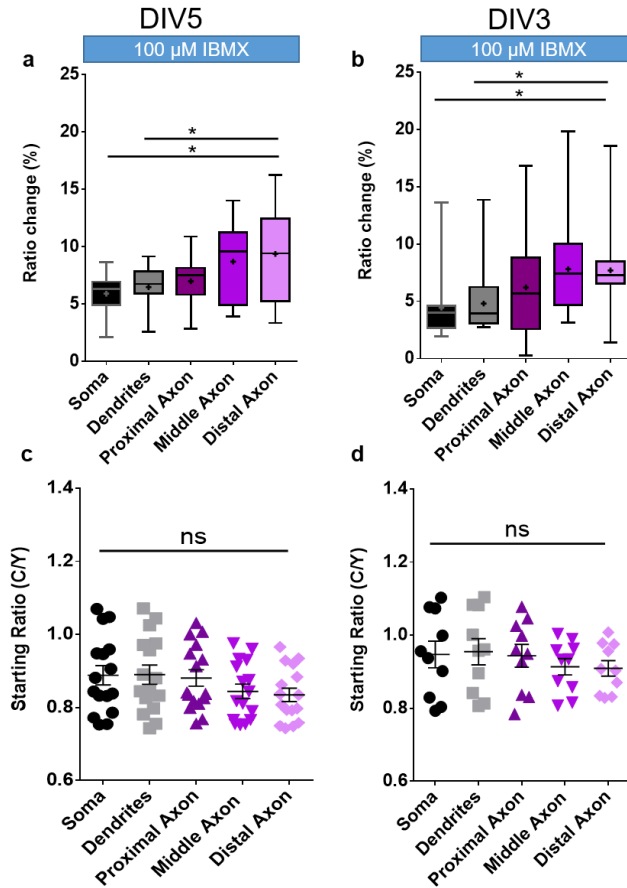 DIV5
DIV3
100 µM IBMX
100 µM IBMX
a
b
25
20
15
10
5
0
Ratio change (%)
*
*
Soma
Dendrites
Proximal Axon
Middle Axon
Distal Axon
25
20
15
10
5
0
Ratio change (%)
*
*
Soma
Dendrites
Proximal Axon
Middle Axon
Distal Axon
c
d
1.4
1.2
1.0
0.8
0.6
Starting Ratio (C/Y)
ns
Soma
Dendrites
Proximal Axon
Middle Axon
Distal Axon
1.4
1.2
1.0
0.8
0.6
Starting Ratio (C/Y)
ns
Soma
Dendrites
Proximal Axon
Middle Axon
Distal Axon